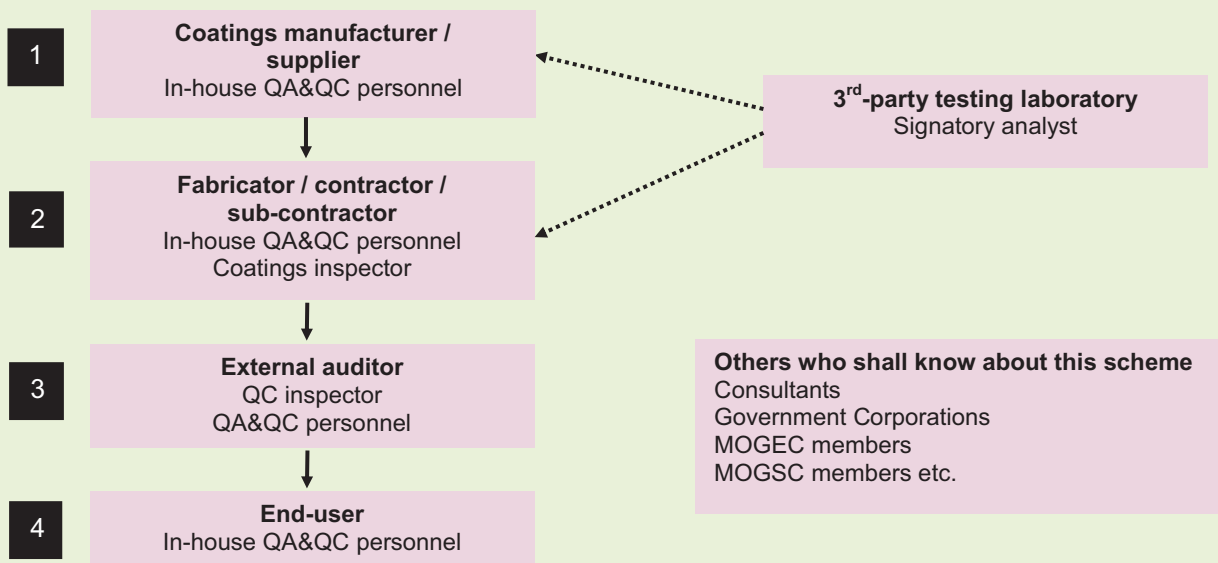 1
Coatings manufacturer /
supplier
In-house QA&QC personnel
3rd-party testing laboratory
Signatory analyst
2
Fabricator / contractor /
sub-contractor
In-house QA&QC personnel
Coatings inspector
3
External auditor
QC inspector
QA&QC personnel
Others who shall know about this scheme
Consultants
Government Corporations
MOGEC members
MOGSC members etc.
4
End-user
In-house QA&QC personnel